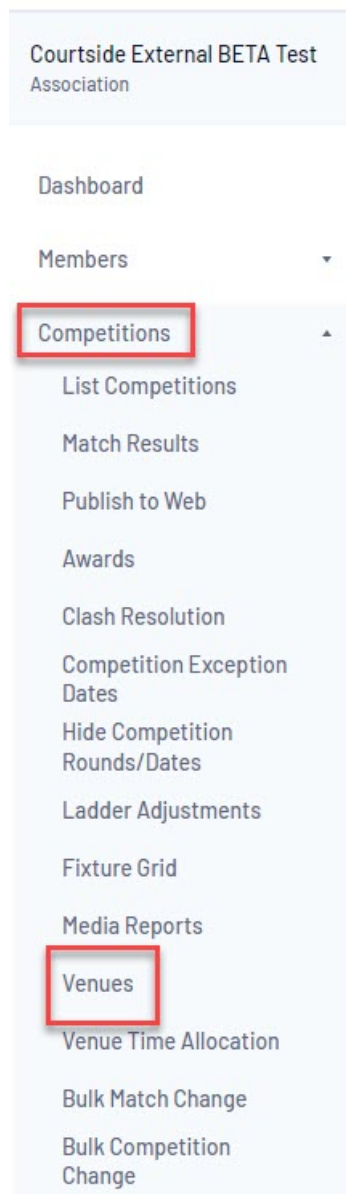 Courtside External BETA Test
Association
Dashboard
Members
Competitions
List Competitions
Match Results
Publish to Web
Awards
Clash Resolution
Competition Exception
Dates
Hide Competition
Rounds/Dates
Ladder Adjustments
Fixture Grid
Media Reports
Venues
Venue Time Allocation
Bulk Match Change
Bulk Competition
Change